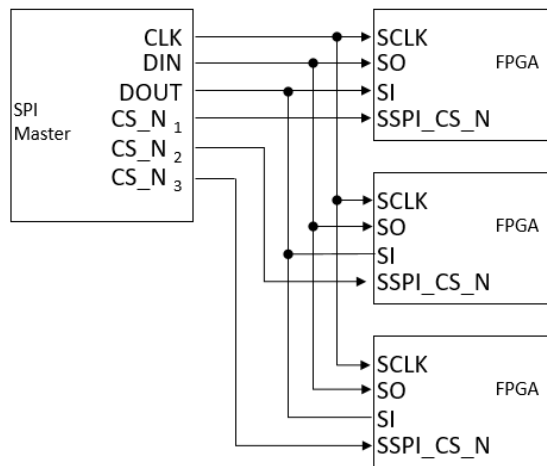 SPI
Master
CLK
DIN
DOUT
CS_N 1
CS_N 2
CS_N 3
SCLK
SO
SI
SSPI_CS_N
FPGA
SCLK
SO
SI
SSPI_CS_N
FPGA
SCLK
SO
SI
SSPI_CS_N
FPGA